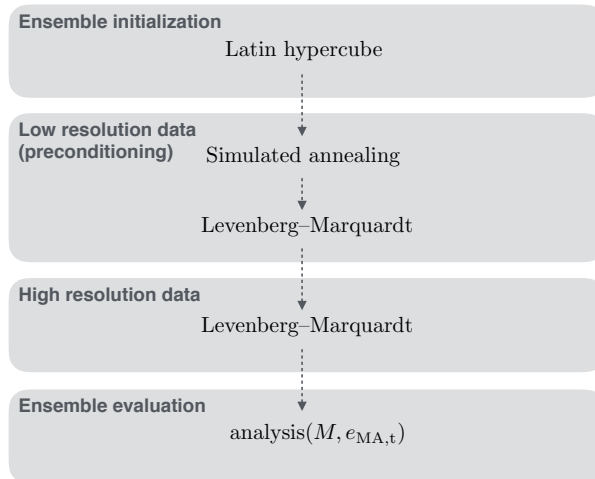 Ensemble initialization
Latin hypercube
Low resolution data
(preconditioning)
Simulated annealing
Levenberg–Marquardt
High resolution data
Levenberg–Marquardt
Ensemble evaluation
analysis(M, e_MA,t)